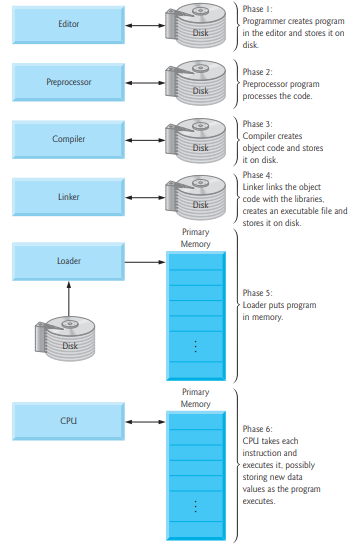 Editor
Disk
Phase 1:
Programmer creates program
in the editor and stores it on
disk.
Preprocessor
Disk
Phase 2:
Preprocessor program
processes the code.
Compiler
Disk
Phase 3:
Compiler creates
object code and stores
it on disk.
Linker
Disk
Phase 4:
Linker links the object
code with the libraries,
creates an executable file and
stores it on disk.
Loader
Disk
Primary
Memory
Phase 5:
Loader puts program
in memory.
CPU
Primary
Memory
Phase 6:
CPU takes each
instruction and
executes it, possibly
storing new data
values as the program
executes.